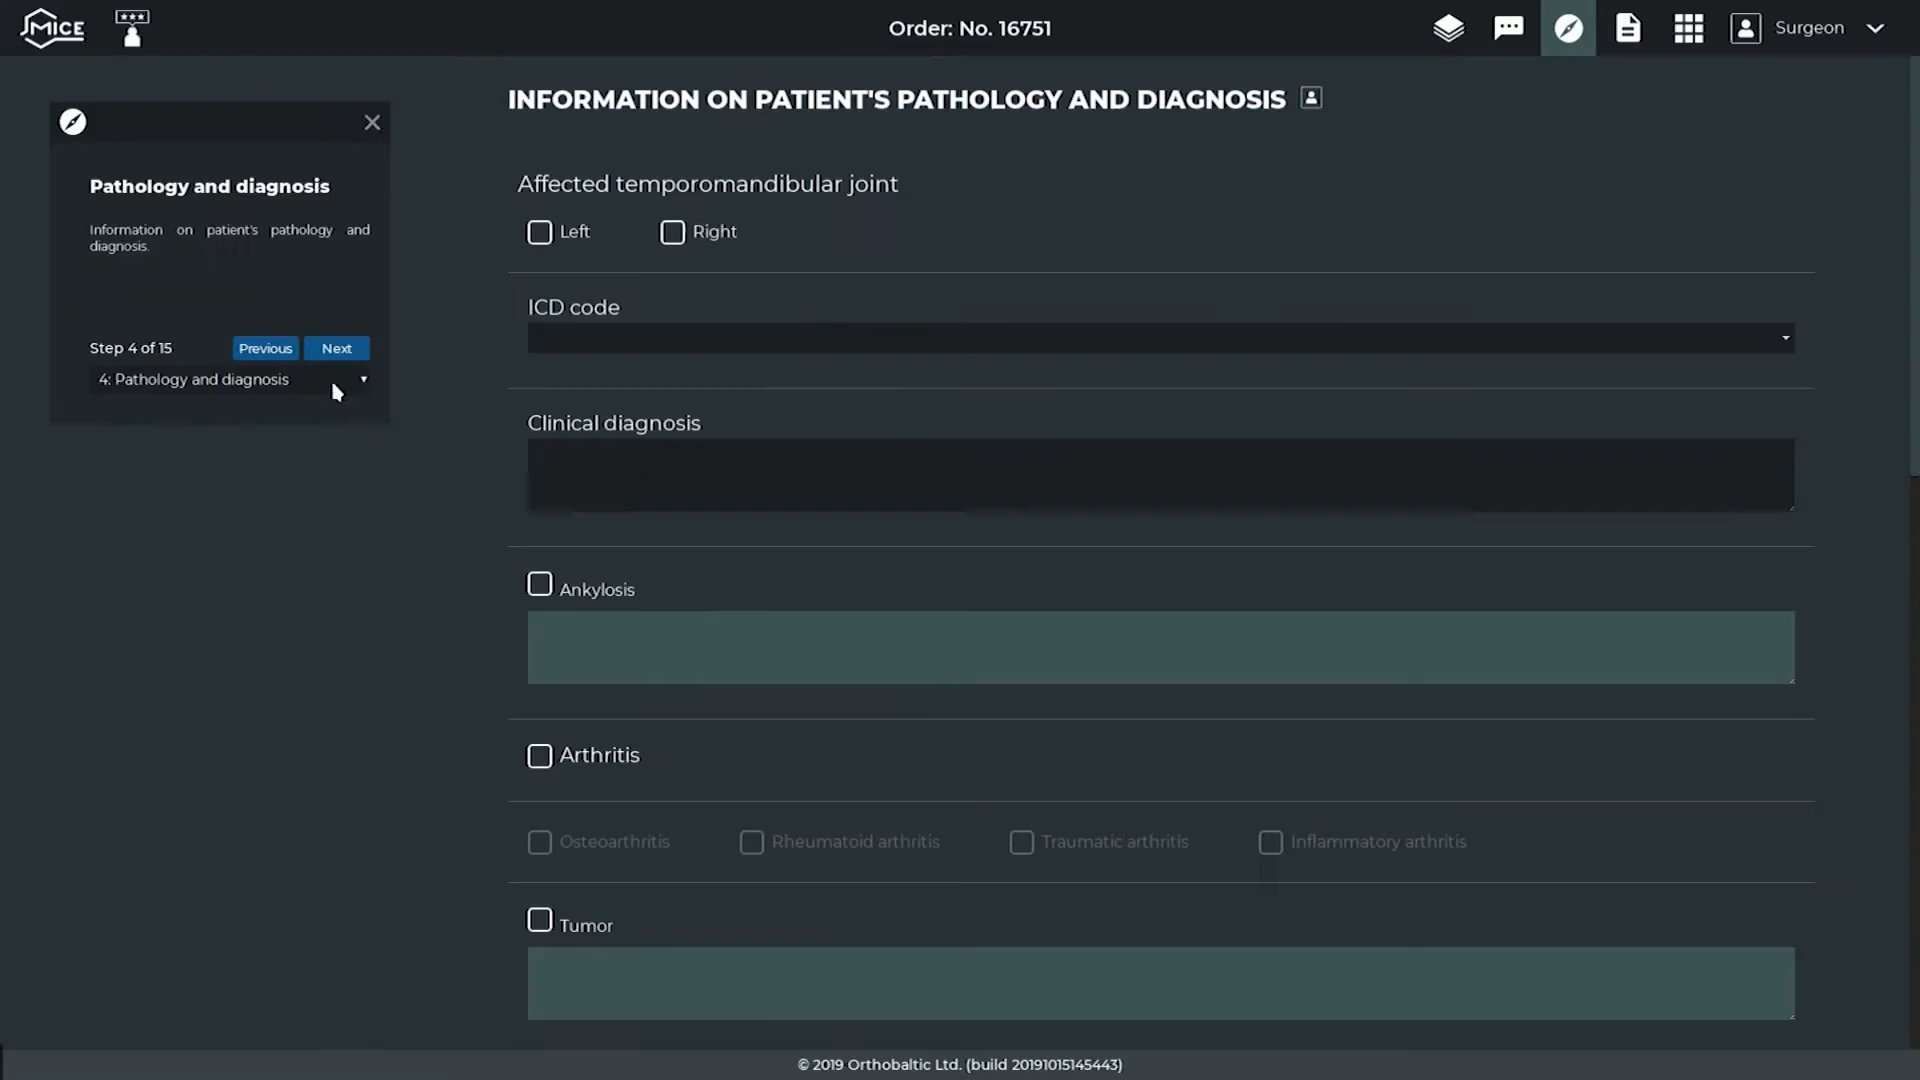 MICE
***
Order: No. 16751
Surgeon
INFORMATION ON PATIENT'S PATHOLOGY AND DIAGNOSIS
Pathology and diagnosis
Information on patient's pathology and
diagnosis.
Step 4 of 15
Previous
Next
4: Pathology and diagnosis
Affected temporomandibular joint
Left
Right
ICD code
Clinical diagnosis
Ankylosis
Arthritis
Osteoarthritis
Rheumatoid arthritis
Traumatic arthritis
Inflammatory arthritis
Tumor
© 2019 Orthobaltic Ltd. (build 20191015145443)